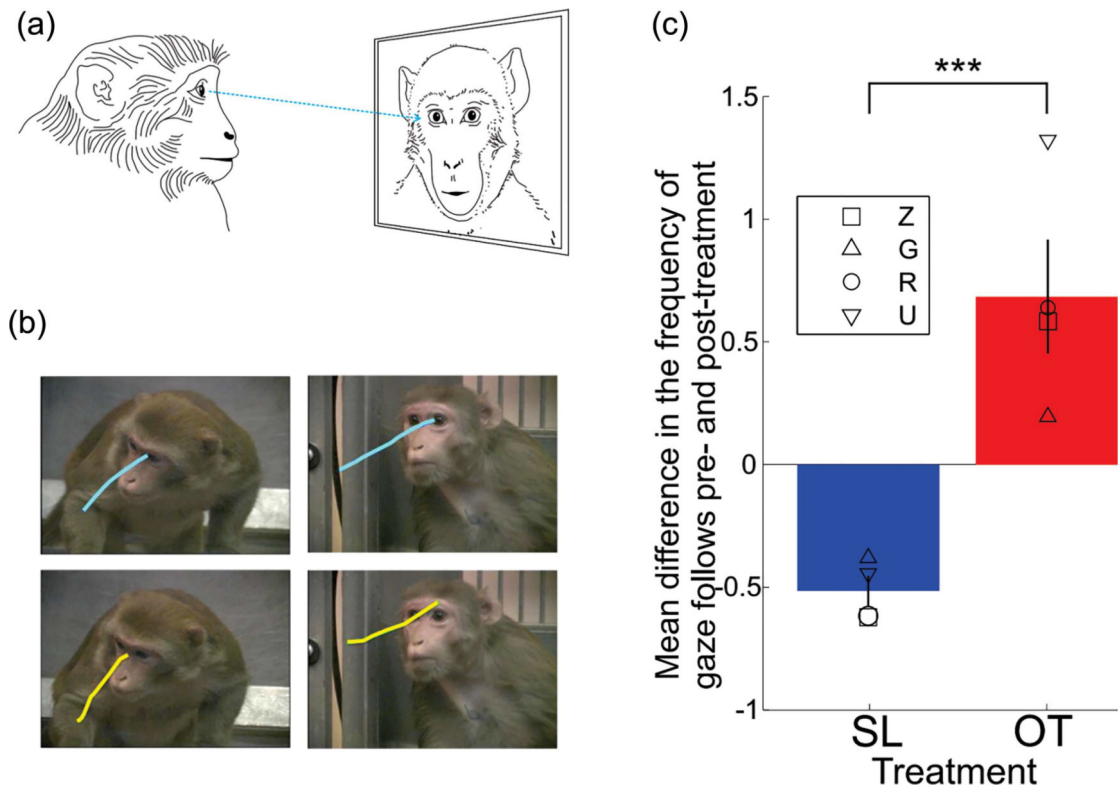 (a)
(b)
(c)
***
Mean difference in the frequency of
gaze follows pre- and post-treatment
1.5
1
0.5
0
-0.5
-1
Z
G
R
U
SL
OT
Treatment